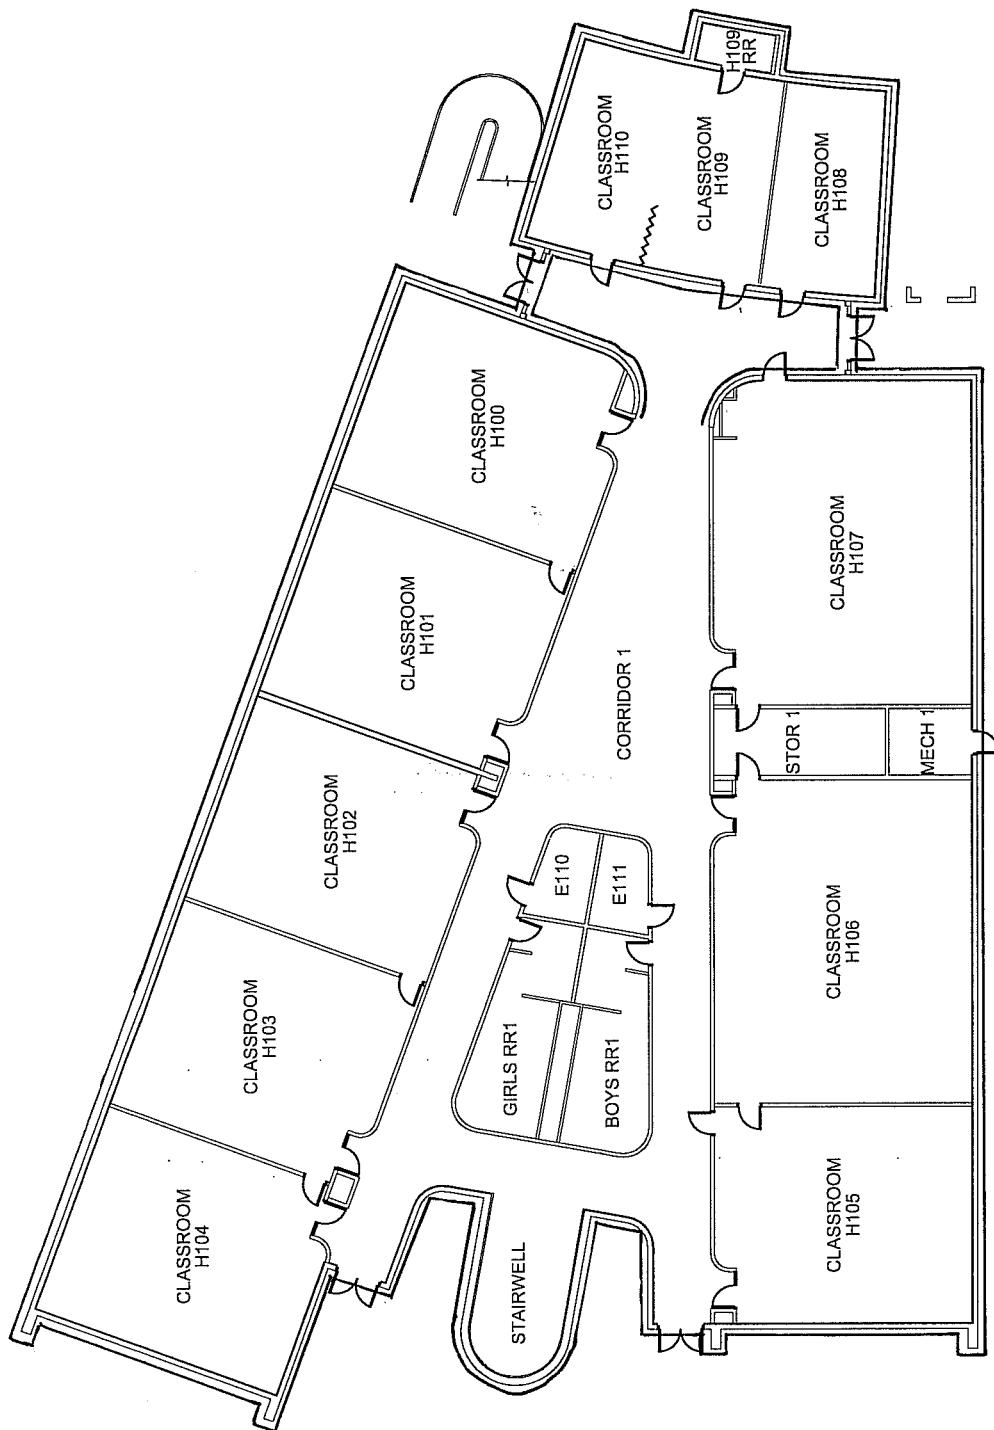 H109
RR
CLASSROOM
H110
CLASSROOM
H109
CLASSROOM
H108
CLASSROOM
H100
CLASSROOM
H101
CLASSROOM
H102
CLASSROOM
H103
CLASSROOM
H104
CORRIDOR 1
E110
E111
GIRLS RR1
BOYS RR1
STAIRWELL
CLASSROOM
H107
STOR 1
MECH 1
CLASSROOM
H106
CLASSROOM
H105